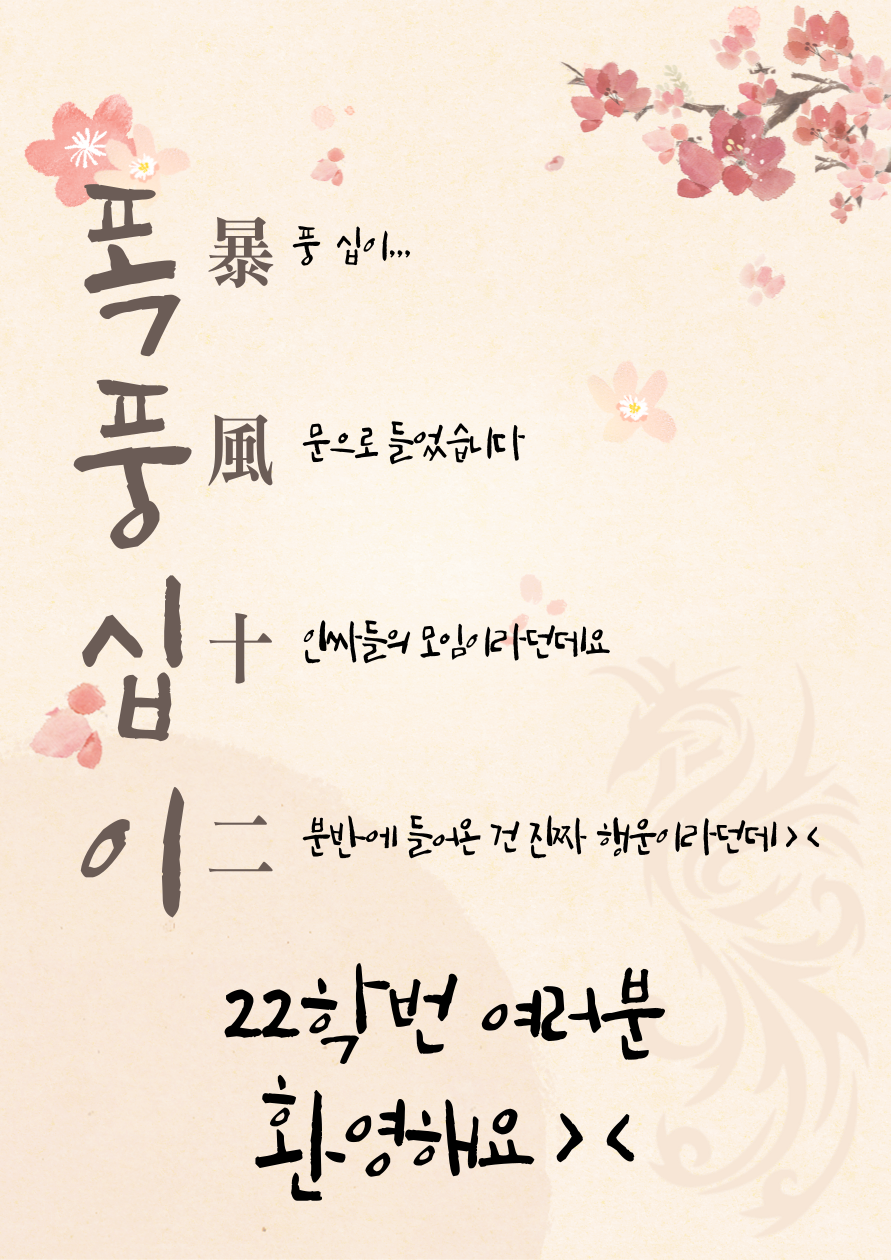 폭 暴 풍 십이,,,
풍 風 문으로 들었습니다
십 十 인싸들의 모임이라던데요
이 二 분반에 들어온 건 진짜 행운이라던데 > <
22학번 여러분
환영해요 > <